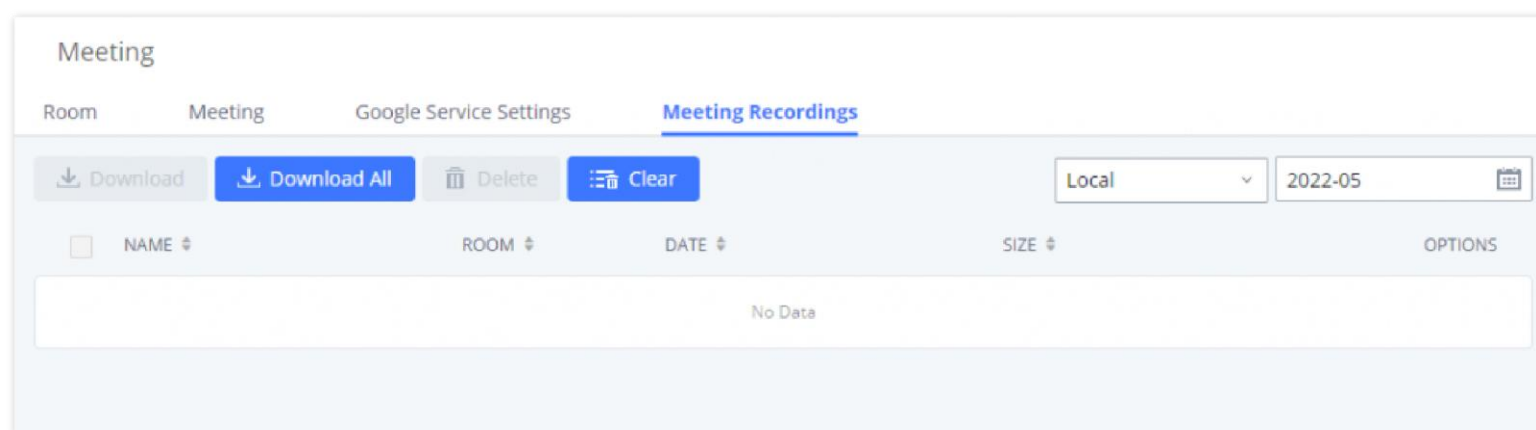 Meeting
Room Meeting Google Service Settings Meeting Recordings
Download Download All Delete Clear Local 2022-05
NAME ROOM DATE SIZE OPTIONS
No Data